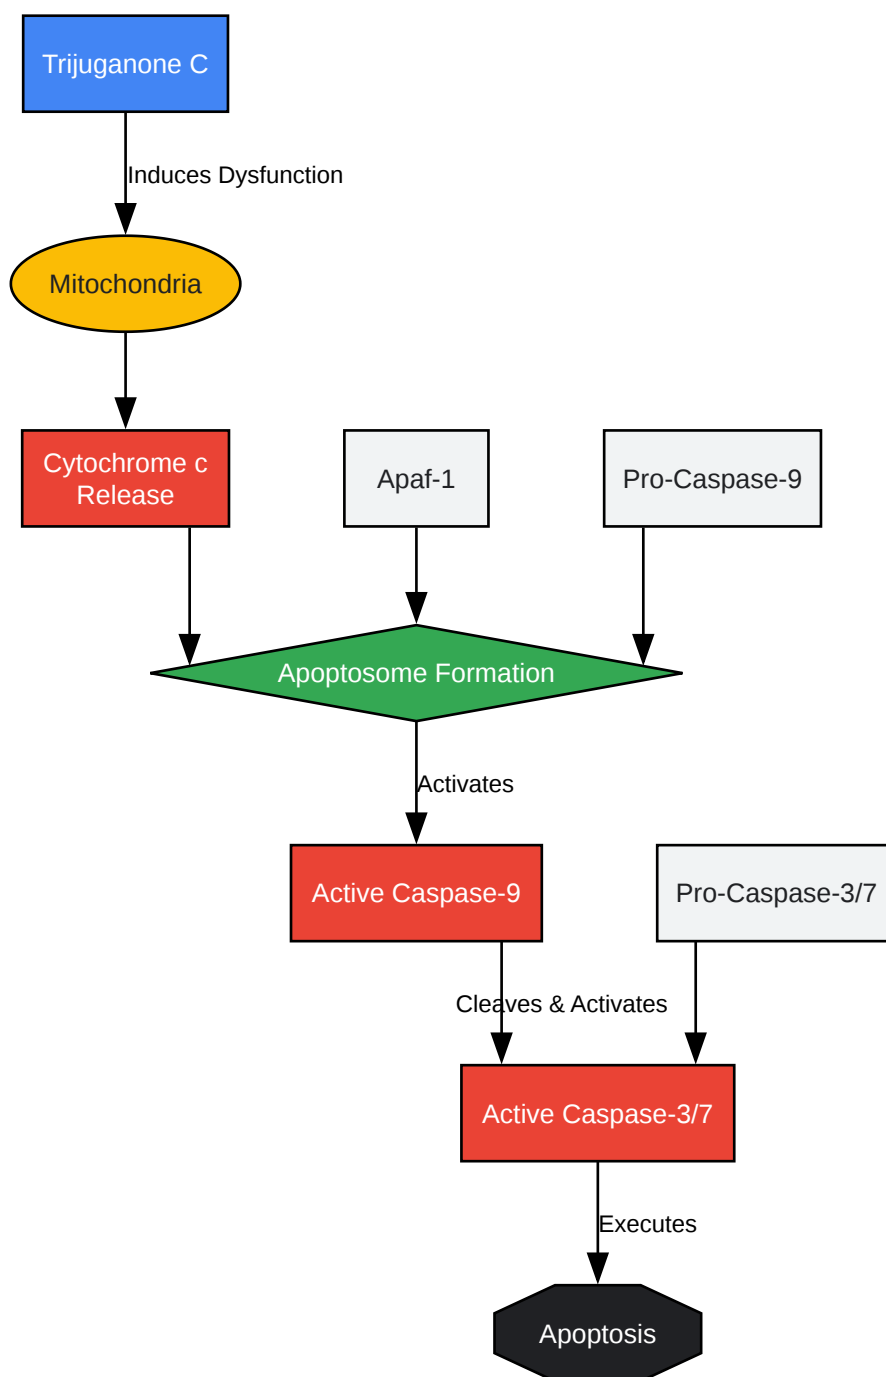 Trijuganone C
Induces Dysfunction
Mitochondria
Cytochrome c
Release
Apaf-1
Pro-Caspase-9
Apoptosome Formation
Activates
Active Caspase-9
Pro-Caspase-3/7
Cleaves & Activates
Active Caspase-3/7
Executes
Apoptosis